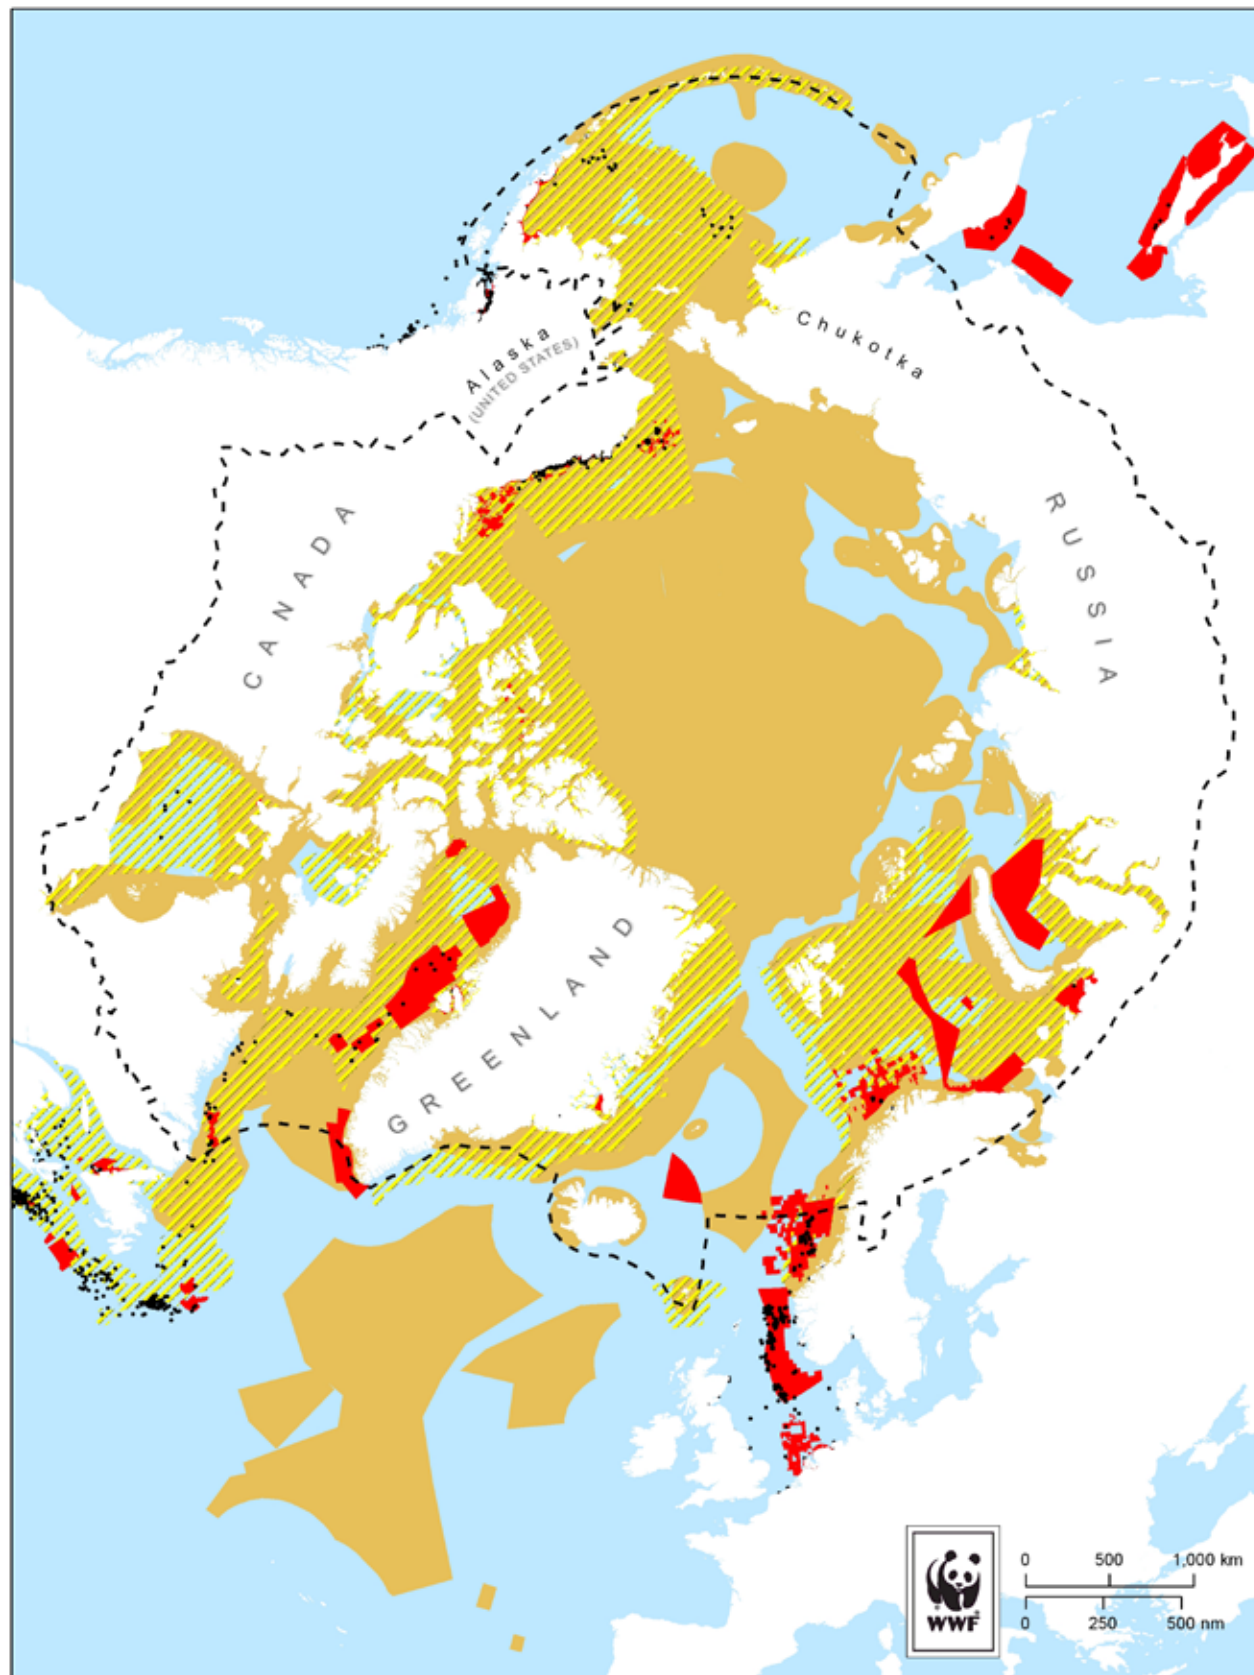 Chukotka
Alaska
(UNITED STATES)
CANADA
RUSSIA
GREENLAND
WWF
0 500 1,000 km
0 250 500 nm